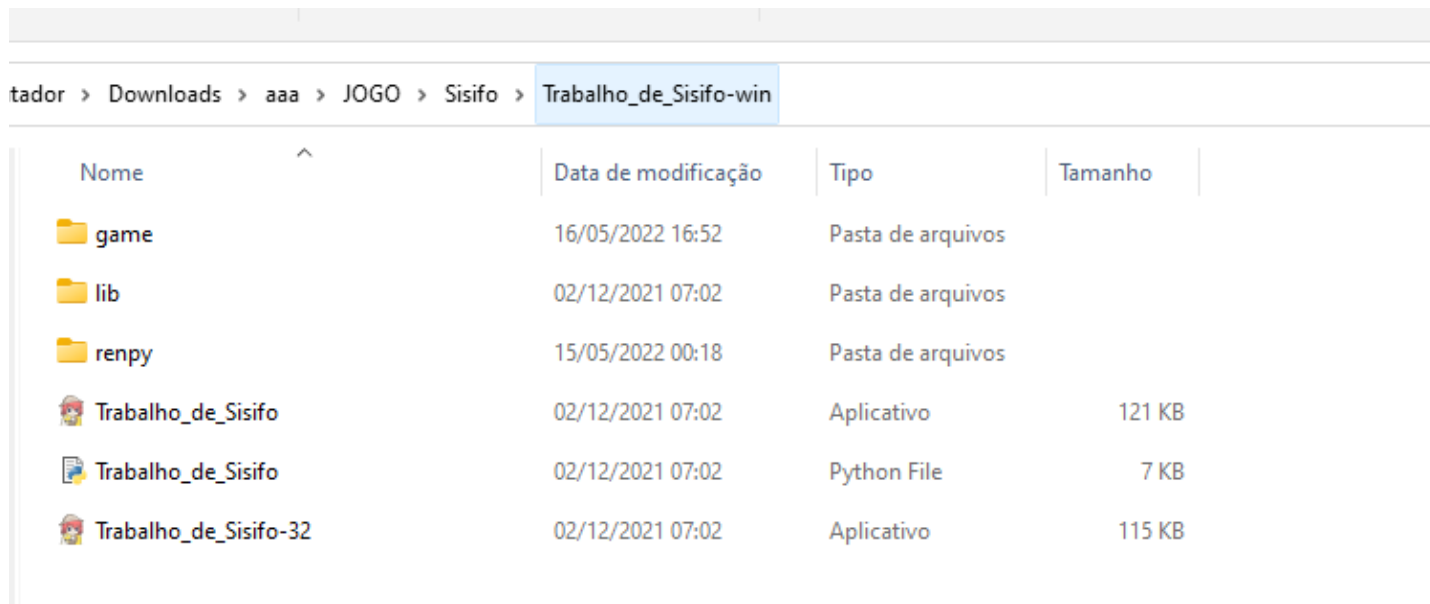 tador > Downloads > aaa > JOGO > Sisifo > Trabalho_de_Sisifo-win
Nome Data de modificação Tipo Tamanho
game 16/05/2022 16:52 Pasta de arquivos
lib 02/12/2021 07:02 Pasta de arquivos
renpy 15/05/2022 00:18 Pasta de arquivos
Trabalho_de_Sisifo 02/12/2021 07:02 Aplicativo 121 KB
Trabalho_de_Sisifo 02/12/2021 07:02 Python File 7 KB
Trabalho_de_Sisifo-32 02/12/2021 07:02 Aplicativo 115 KB